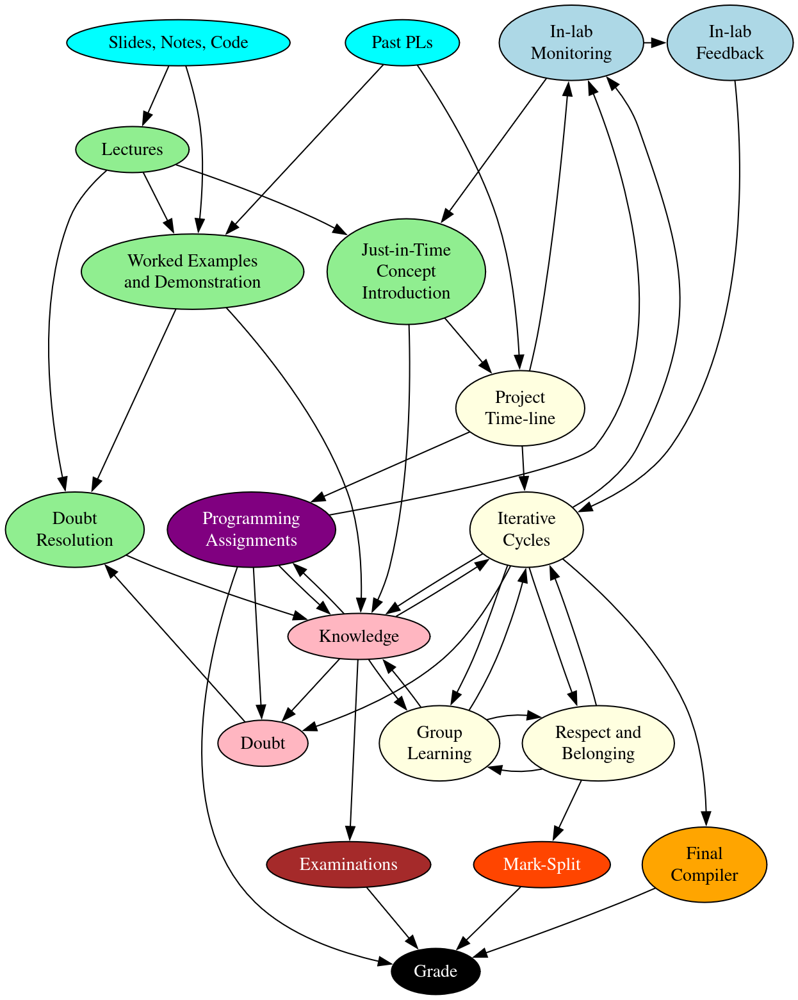 Slides, Notes, Code
Past PLs
In-lab
Monitoring
In-lab
Feedback
Lectures
Worked Examples
and Demonstration
Just-in-Time
Concept
Introduction
Project
Time-line
Doubt
Resolution
Programming
Assignments
Iterative
Cycles
Knowledge
Doubt
Group
Learning
Respect and
Belonging
Examinations
Mark-Split
Final
Compiler
Grade